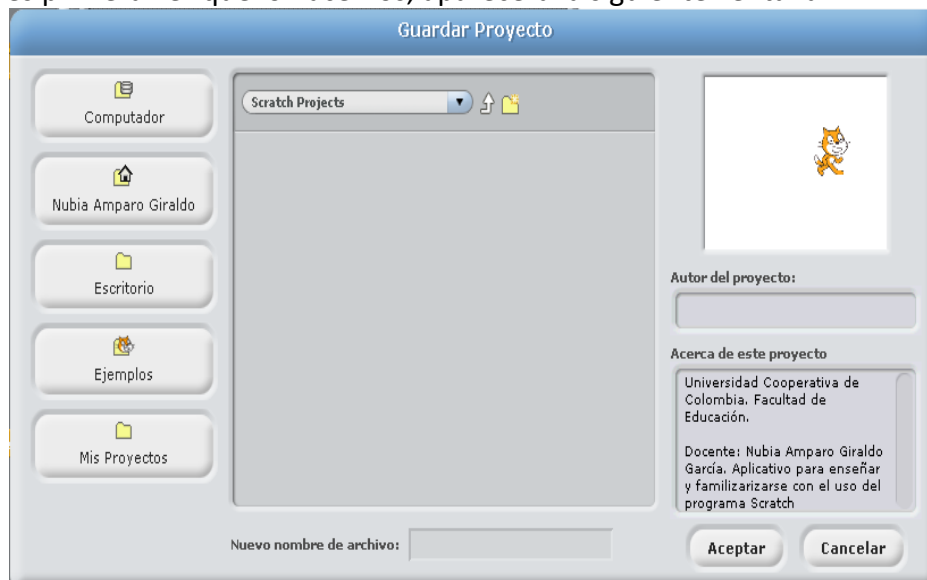 Guardar Proyecto
Computador
Nubia Amparo Giraldo
Escritorio
Ejemplos
Mis Proyectos
Scratch Projects
Nuevo nombre de archivo:
Autor del proyecto:
Acerca de este proyecto
Universidad Cooperativa de
Colombia. Facultad de
Educación.
Docente: Nubia Amparo Giraldo
García. Aplicativo para enseñar
y familizarizarse con el uso del
programa Scratch
Aceptar
Cancelar